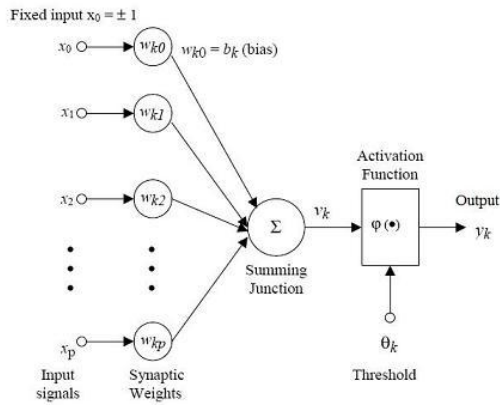 Fixed input x0 = ± 1
x0 wk0 wk0 = bk (bias)
x1 wk1
Activation
Function
x2 wk2
Output
Σ vk φ (•) yk
Summing
Junction
xp wkp
θk
Input
signals
Synaptic
Weights
Threshold